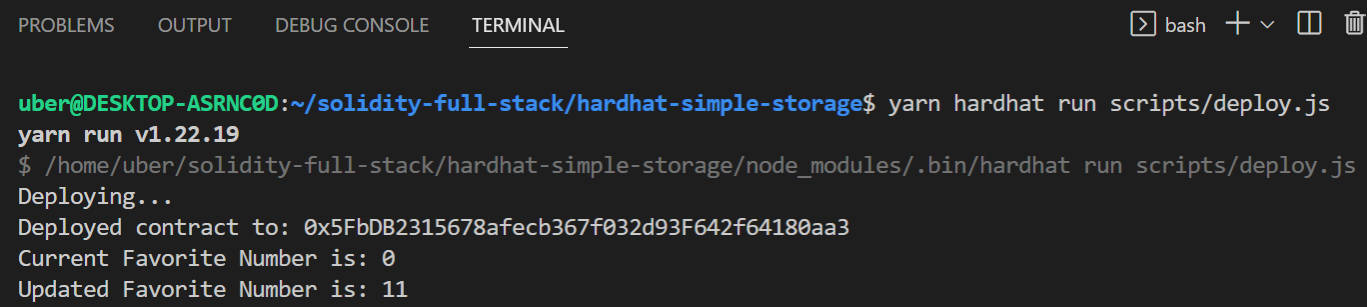 PROBLEMS OUTPUT DEBUG CONSOLE TERMINAL bash
uber@DESKTOP-ASRNC0D:~/solidity-full-stack/hardhat-simple-storage$ yarn hardhat run scripts/deploy.js
yarn run v1.22.19
$ /home/uber/solidity-full-stack/hardhat-simple-storage/node_modules/.bin/hardhat run scripts/deploy.js
Deploying...
Deployed contract to: 0x5FbDB2315678afecb367f032d93F642f64180aa3
Current Favorite Number is: 0
Updated Favorite Number is: 11